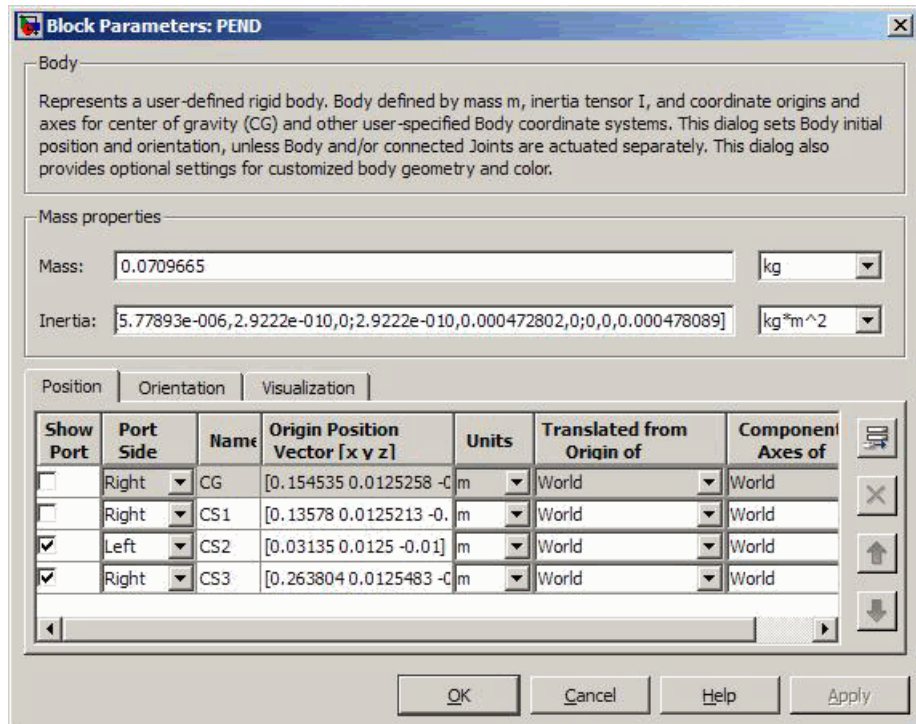 Block Parameters: PEND
Body
Represents a user-defined rigid body. Body defined by mass m, inertia tensor I, and coordinate origins and
axes for center of gravity (CG) and other user-specified Body coordinate systems. This dialog sets Body initial
position and orientation, unless Body and/or connected Joints are actuated separately. This dialog also
provides optional settings for customized body geometry and color.
Mass properties
Mass: 0.0709665 kg
Inertia: [5.77893e-006,2.9222e-010,0;2.9222e-010,0.000472802,0;0,0,0.000478089] kg*m^2
Position Orientation Visualization
Show Port Name Origin Position Units Translated from Component
Port Side Vector [x y z] Origin of Axes of
Right CG [0.154535 0.0125258 -0 m World World
Right CS1 [0.13578 0.0125213 -0. m World World
Left CS2 [0.03135 0.0125 -0.01] m World World
Right CS3 [0.263804 0.0125483 -0 m World World
OK Cancel Help Apply